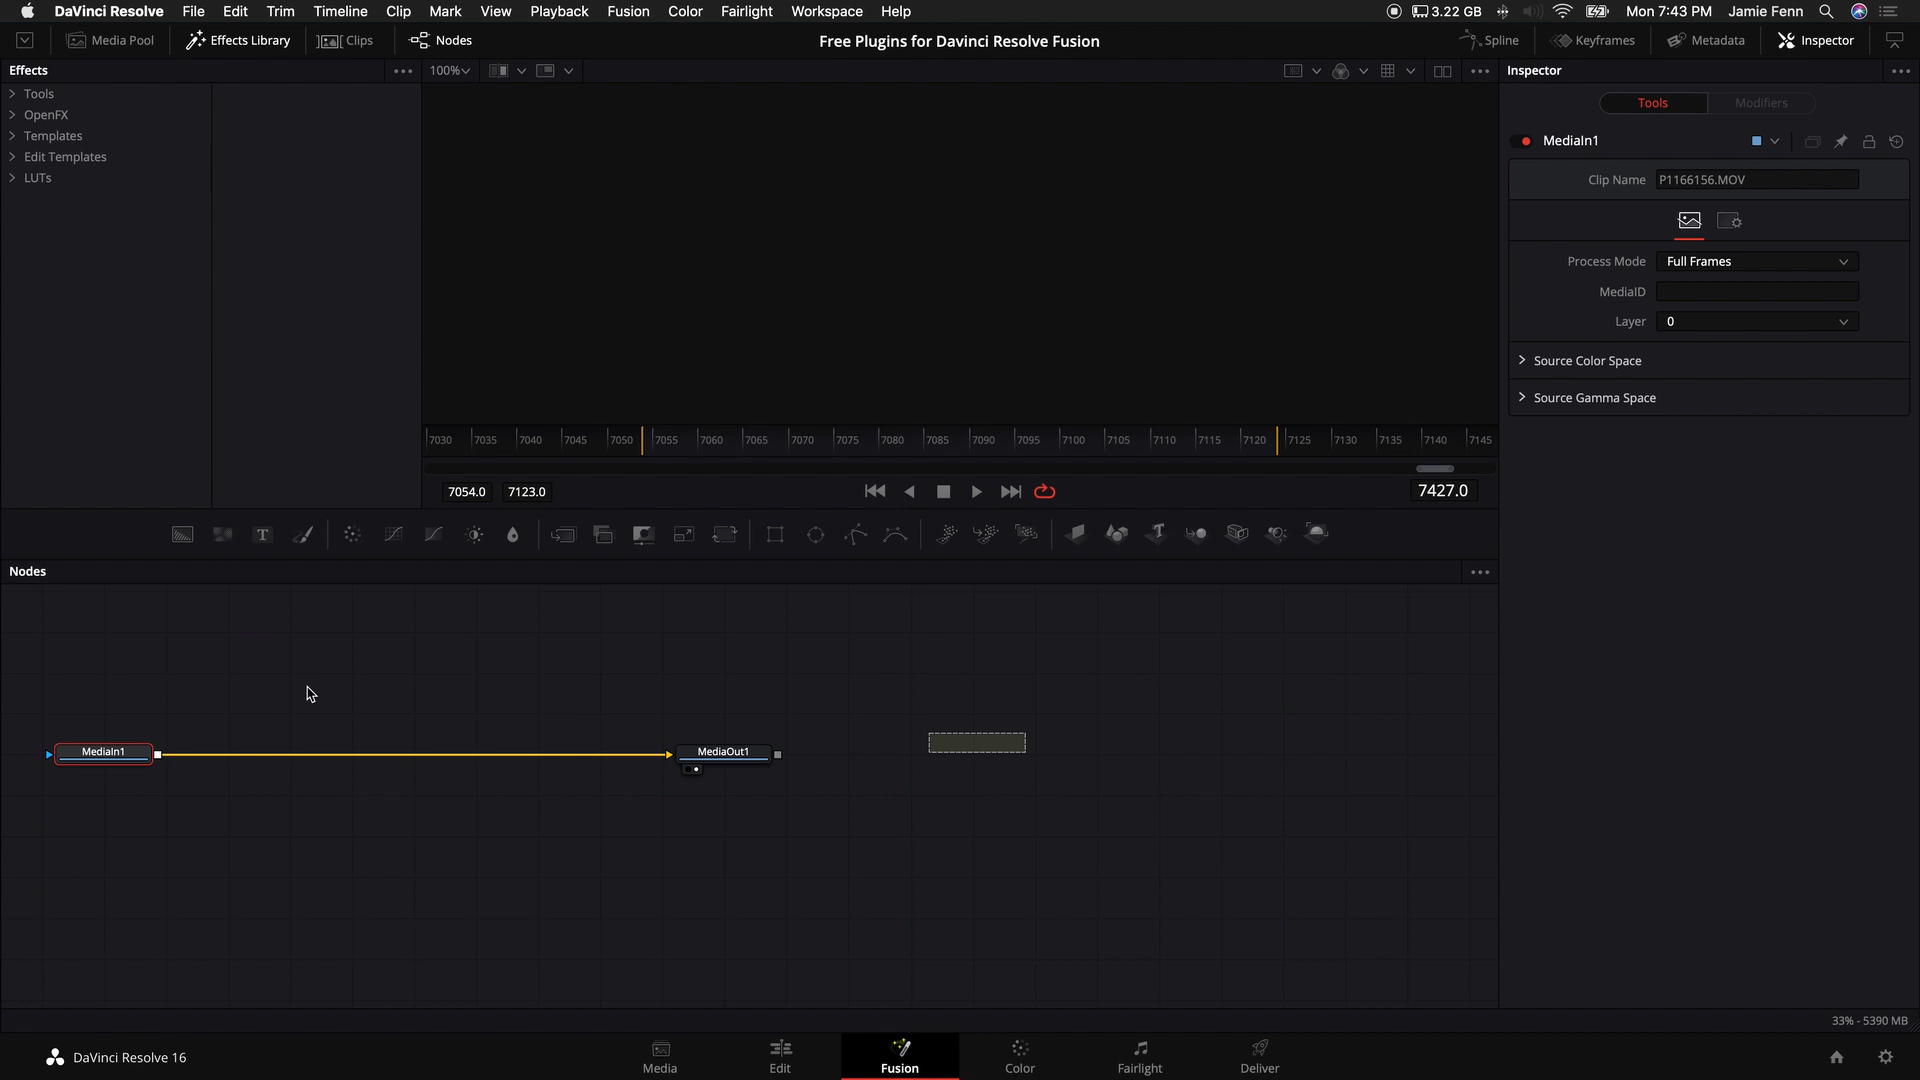 DaVinci Resolve File Edit Trim Timeline Clip Mark View Playback Fusion Color Fairlight Workspace Help 3.22 GB Mon 7:43 PM Jamie Fenn
Media Pool Effects Library Clips Nodes Free Plugins for Davinci Resolve Fusion Spline Keyframes Metadata Inspector
Effects 100% Inspector
Tools
OpenFX
Templates
Edit Templates
LUTs
Tools Modifiers
MediaIn1
Clip Name P1166156.MOV
Process Mode Full Frames
MediaID
Layer 0
Source Color Space
Source Gamma Space
7030 7035 7040 7045 7050 7055 7060 7065 7070 7075 7080 7085 7090 7095 7100 7105 7110 7115 7120 7125 7130 7135 7140 7145
7054.0 7123.0 7427.0
T T
Nodes
MediaIn1 MediaOut1
33% - 5390 MB
DaVinci Resolve 16 Media Edit Fusion Color Fairlight Deliver